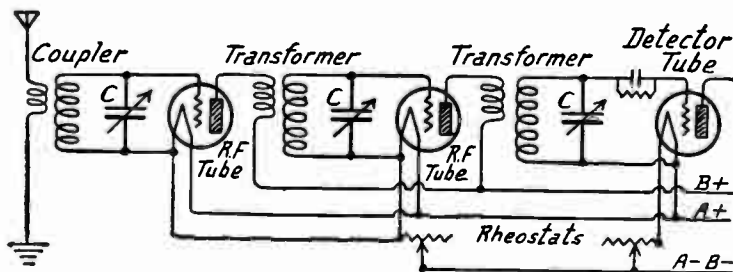 Coupler
Transformer
Transformer
Detector
Tube
C
C
C
R.F.
Tube
R.F
Tube
B+
A+
Rheostats
A- B-